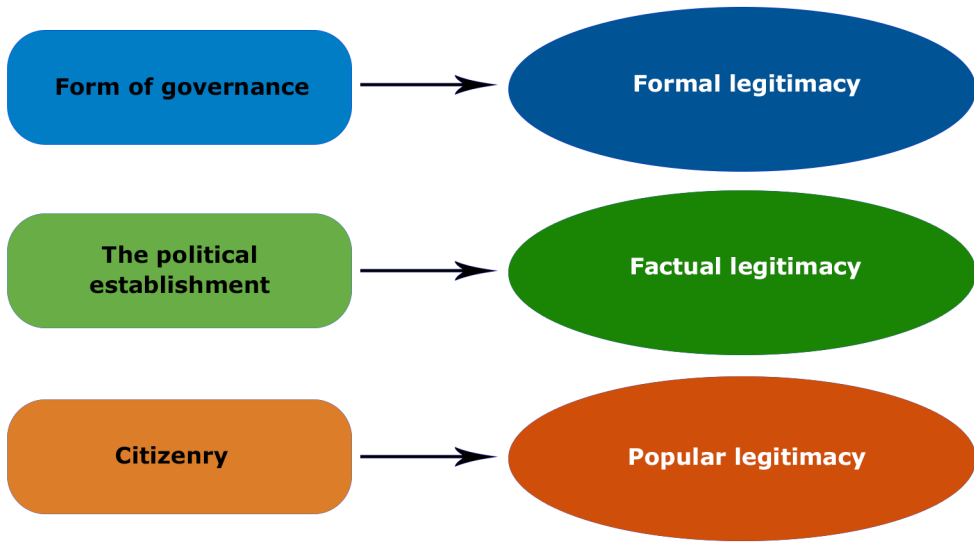 Form of governance
Formal legitimacy
The political
establishment
Factual legitimacy
Citizenry
Popular legitimacy